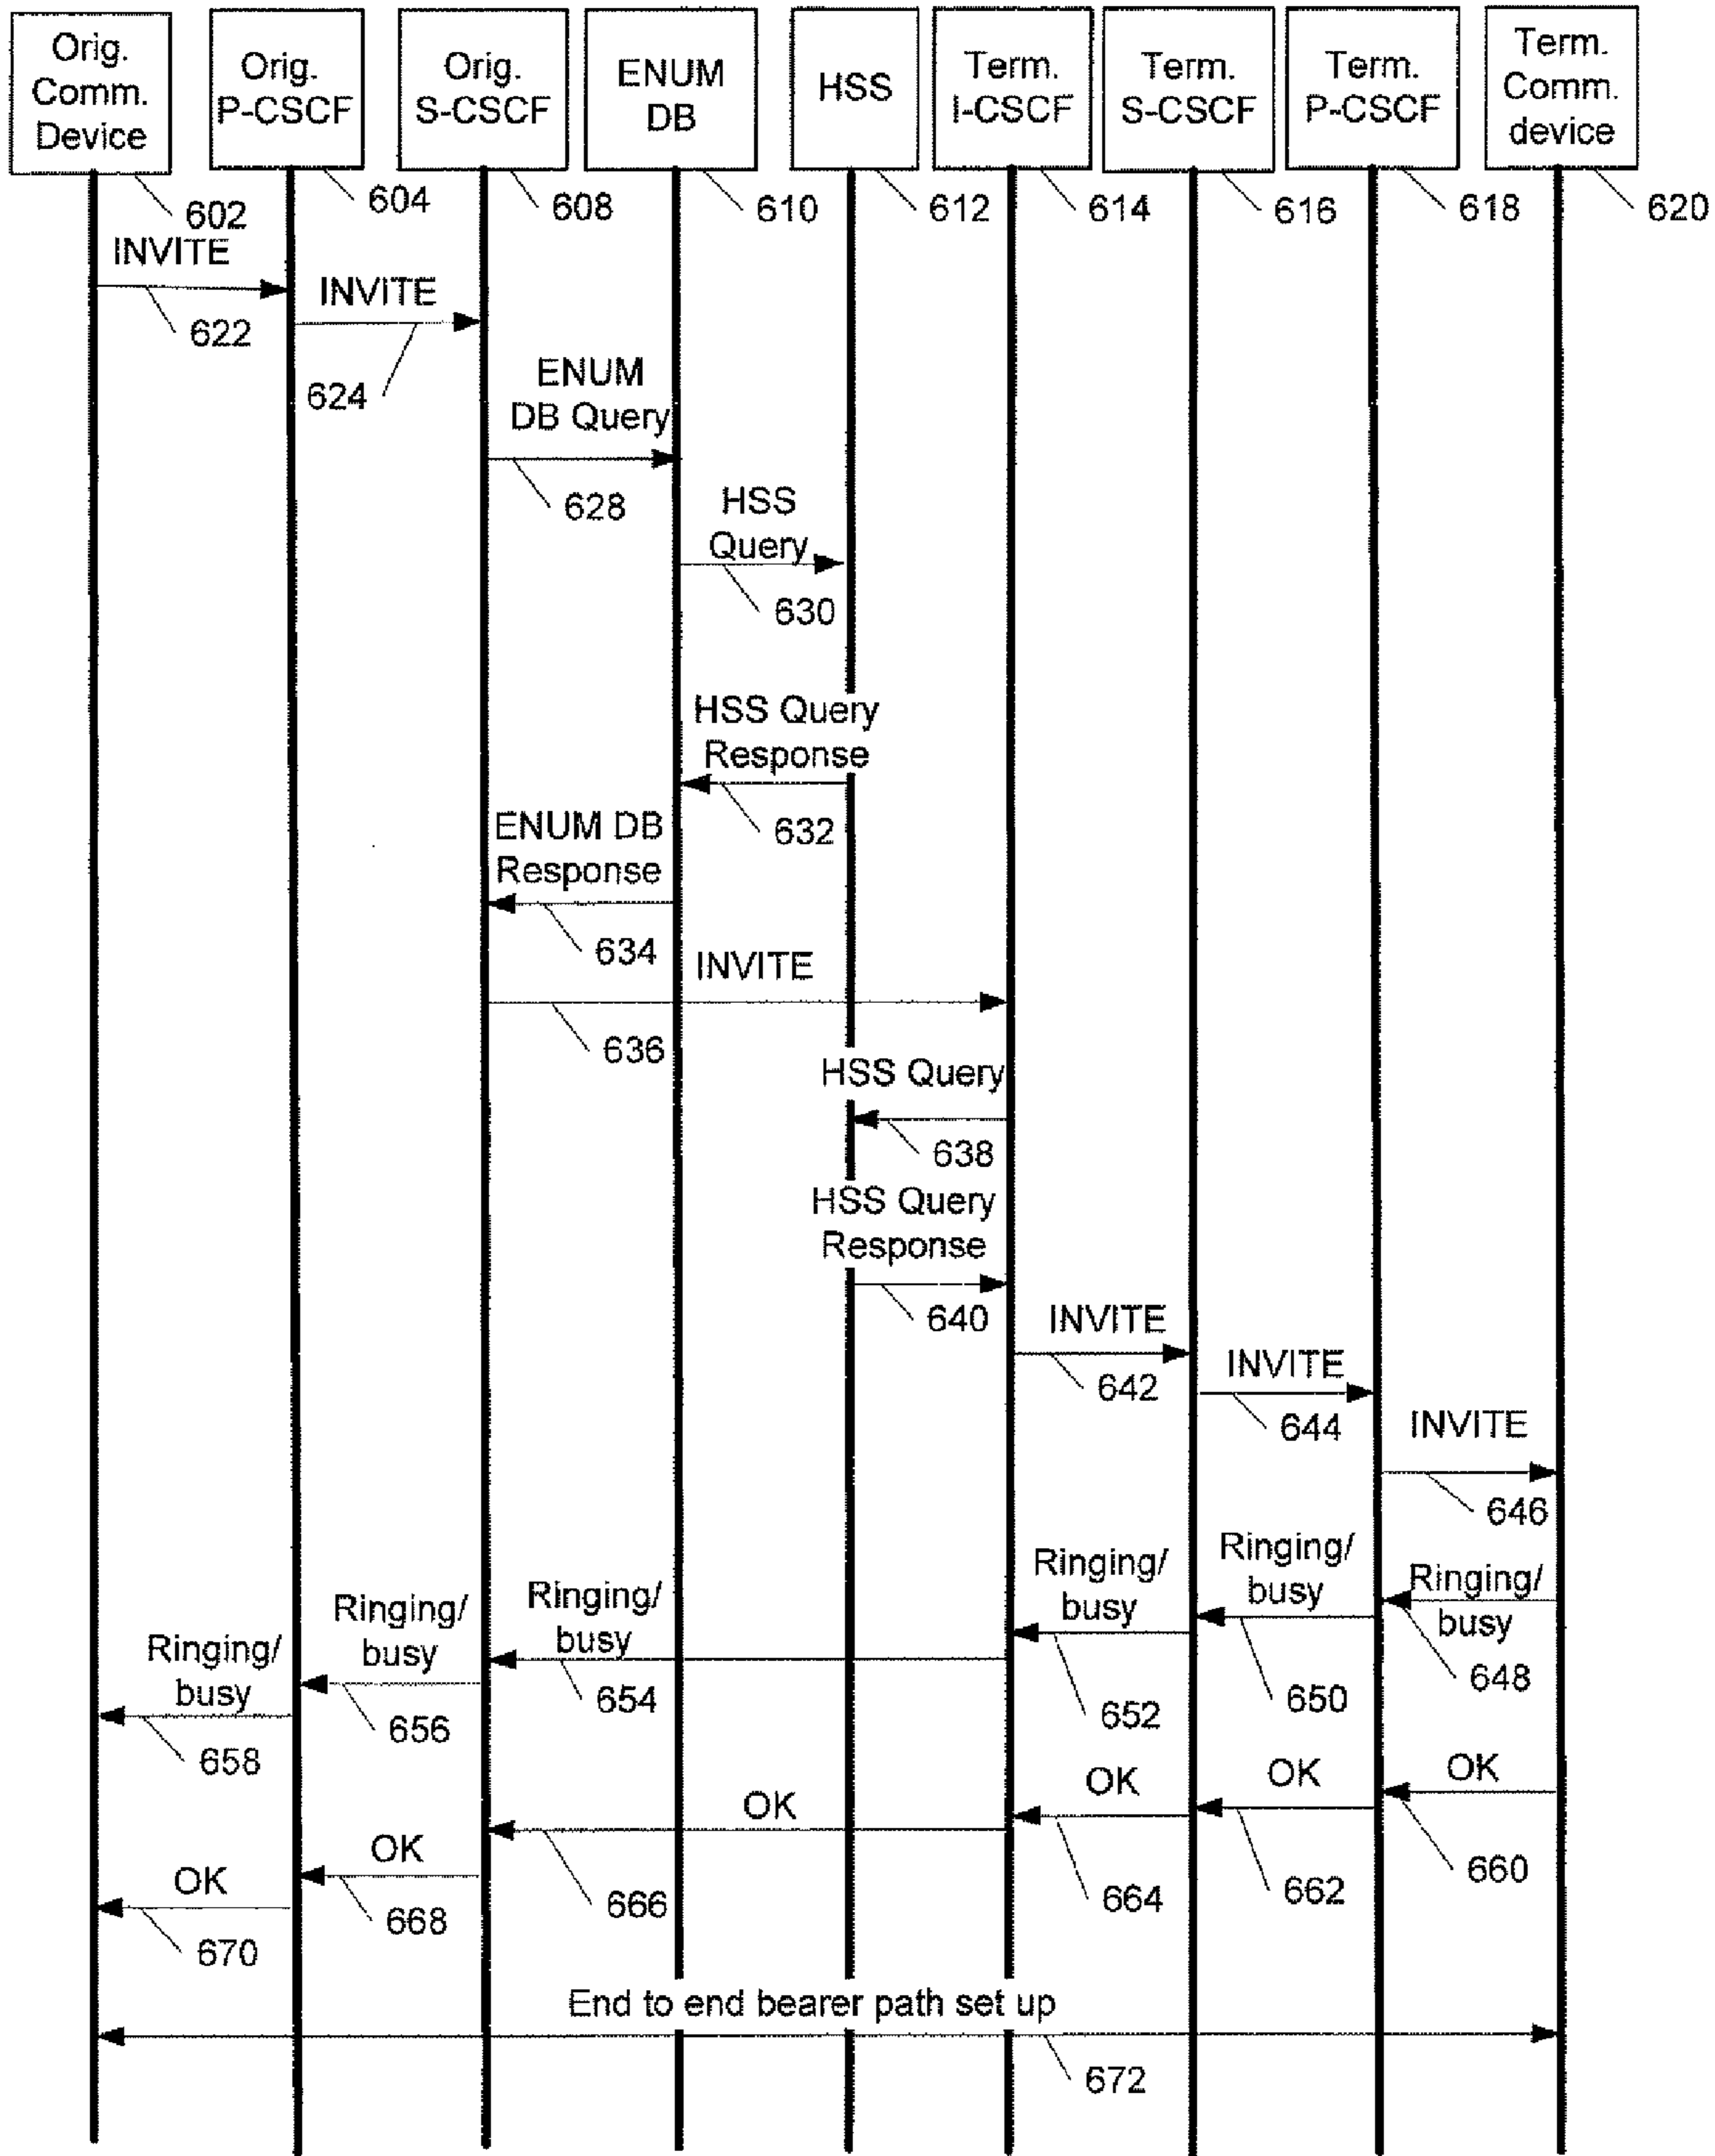 Orig.
Comm.
Device
Orig.
P-CSCF
Orig.
S-CSCF
ENUM
DB
HSS
Term.
I-CSCF
Term.
S-CSCF
Term.
P-CSCF
Term.
Comm.
device
602
604
608
610
612
614
616
618
620
INVITE
622
INVITE
624
ENUM
DB Query
628
HSS
Query
630
HSS Query
Response
632
ENUM DB
Response
634
INVITE
636
HSS Query
638
HSS Query
Response
640
INVITE
642
INVITE
644
INVITE
646
Ringing/
busy
648
Ringing/
busy
650
Ringing/
busy
652
Ringing/
busy
654
Ringing/
busy
656
Ringing/
busy
658
OK
660
OK
662
OK
664
OK
666
OK
668
OK
670
End to end bearer path set up
672